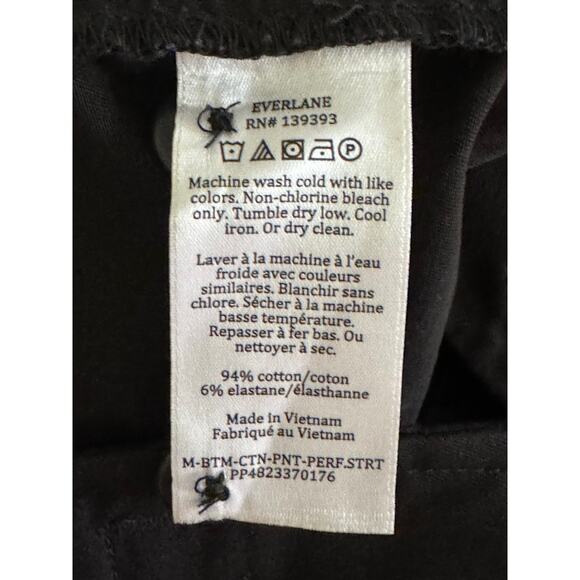 EVERLANE
RN# 139393
P
Machine wash cold with like
colors. Non-chlorine bleach
only. Tumble dry low. Cool
iron. Or dry clean.
Laver à la machine à l'eau
froide avec couleurs
similaires. Blanchir sans
chlore. Sécher à la machine
basse température.
Repasser à fer bas. Ou
nettoyer à sec.
94% cotton/coton
6% elastane/élasthanne
Made in Vietnam
Fabriqué au Vietnam
M-BTM-CTN-PNT-PERF.STRT
PP4823370176